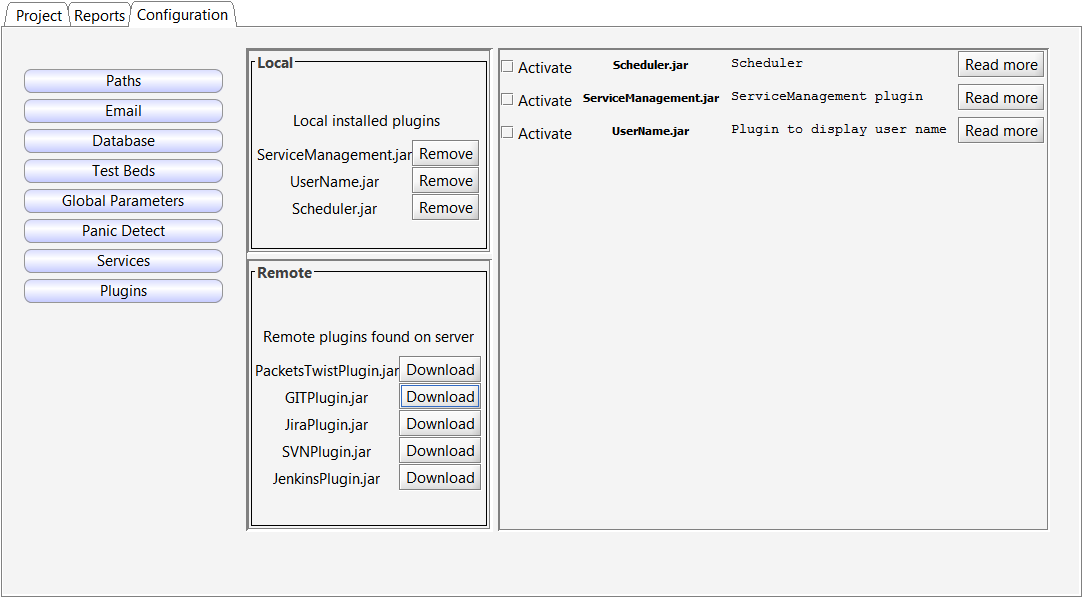 Project Reports Configuration
Paths
Email
Database
Test Beds
Global Parameters
Panic Detect
Services
Plugins
Local
Local installed plugins
ServiceManagement.jar Remove
UserName.jar Remove
Scheduler.jar Remove
Remote
Remote plugins found on server
PacketsTwistPlugin.jar Download
GITPlugin.jar Download
JiraPlugin.jar Download
SVNPlugin.jar Download
JenkinsPlugin.jar Download
Activate Scheduler.jar Scheduler Read more
Activate ServiceManagement.jar ServiceManagement plugin Read more
Activate UserName.jar Plugin to display user name Read more